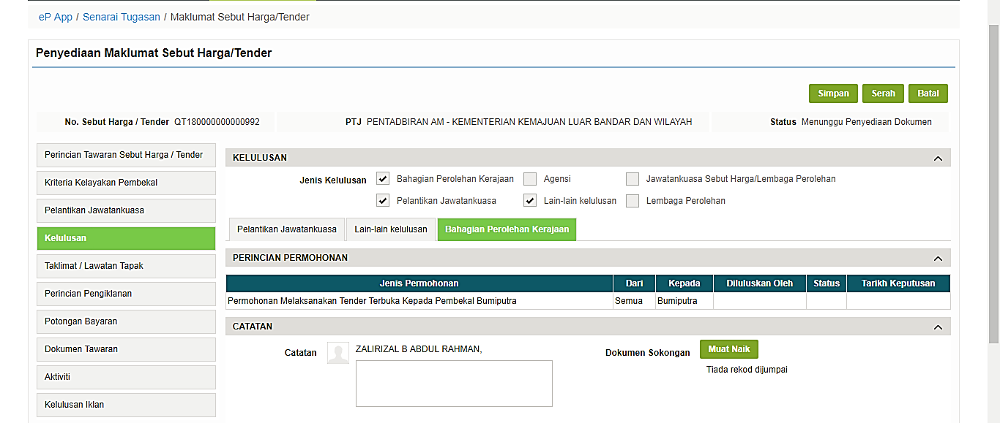 eP App / Senarai Tugasan / Maklumat Sebut Harga/Tender
Penyediaan Maklumat Sebut Harga/Tender
Simpan Serah Batal
No. Sebut Harga / Tender QT180000000000992 PTJ PENTADBIRAN AM - KEMENTERIAN KEMAJUAN LUAR BANDAR DAN WILAYAH Status Menunggu Penyediaan Dokumen
Perincian Tawaran Sebut Harga / Tender
Kriteria Kelayakan Pembekal
Pelantikan Jawatankuasa
Kelulusan
Taklimat / Lawatan Tapak
Perincian Pengiklanan
Potongan Bayaran
Dokumen Tawaran
Aktiviti
Kelulusan Iklan
KELULUSAN
Jenis Kelulusan Bahagian Perolehan Kerajaan Agensi Jawatankuasa Sebut Harga/Lembaga Perolehan
Pelantikan Jawatankuasa Lain-lain kelulusan Lembaga Perolehan
Pelantikan Jawatankuasa Lain-lain kelulusan Bahagian Perolehan Kerajaan
PERINCIAN PERMOHONAN
Jenis Permohonan Dari Kepada Diluluskan Oleh Status Tarikh Keputusan
Permohonan Melaksanakan Tender Terbuka Kepada Pembekal Bumiputra Semua Bumiputra
CATATAN
Catatan ZALIRIZAL B ABDUL RAHMAN, Dokumen Sokongan Muat Naik
Tiada rekod dijumpai